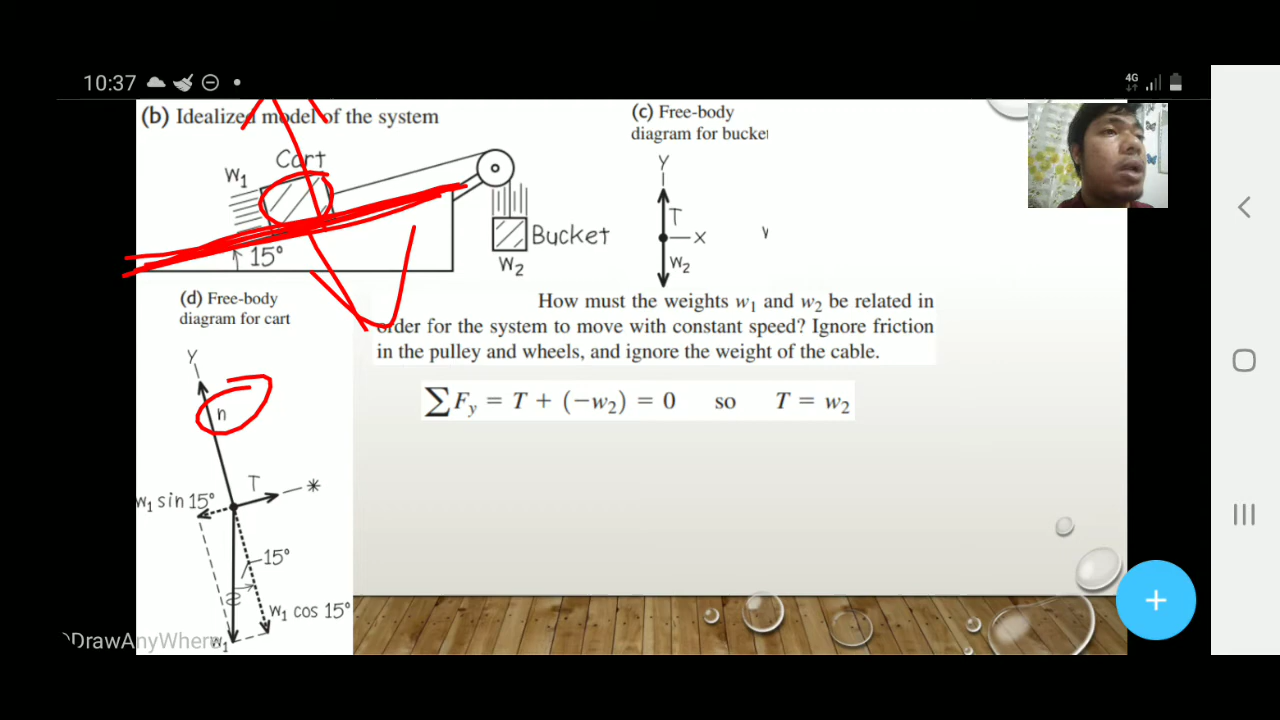 10:37
4G
(b) Idealized model of the system
Cart
W1
15°
Bucket
W2
(c) Free-body
diagram for bucket
Y
T
X
W2
(d) Free-body
diagram for cart
Y
n
T
W1 sin 15°
15°
W1 cos 15°
W1
How must the weights w₁ and w₂ be related in
order for the system to move with constant speed? Ignore friction
in the pulley and wheels, and ignore the weight of the cable.
∑Fy = T + (−w₂) = 0 so T = w₂
DrawAnyWhere
+